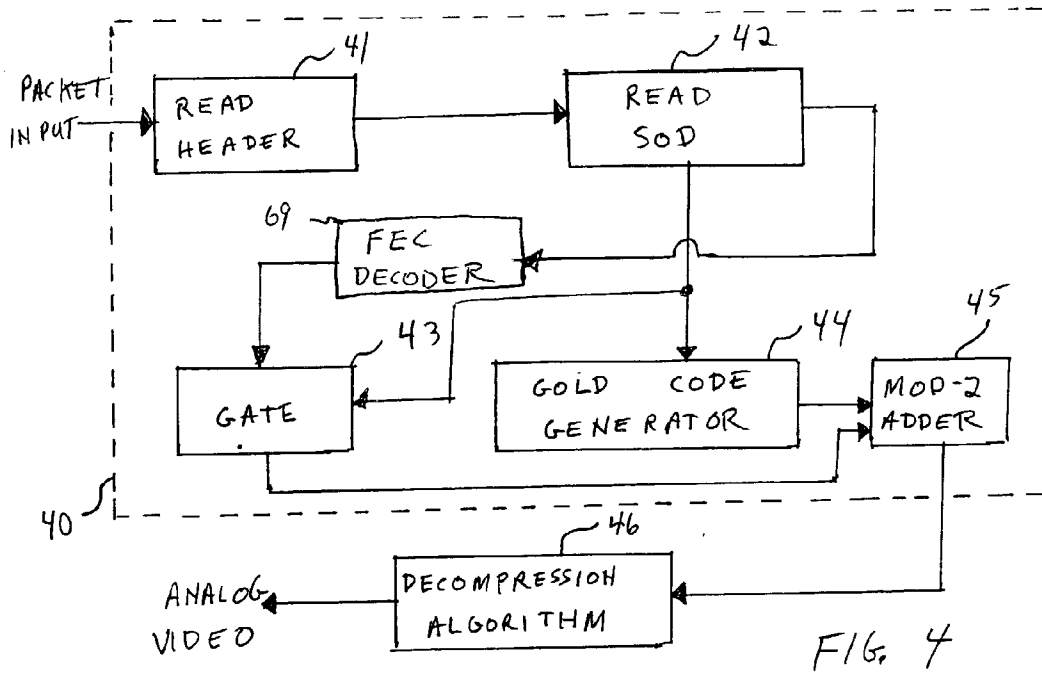 41
42
PACKET
INPUT
READ
HEADER
READ
SOD
69
FEC
DECODER
43
44
45
GATE
GOLD CODE
GENERATOR
MOD-2
ADDER
40
46
ANALOG
VIDEO
DECOMPRESSION
ALGORITHM
FIG. 4